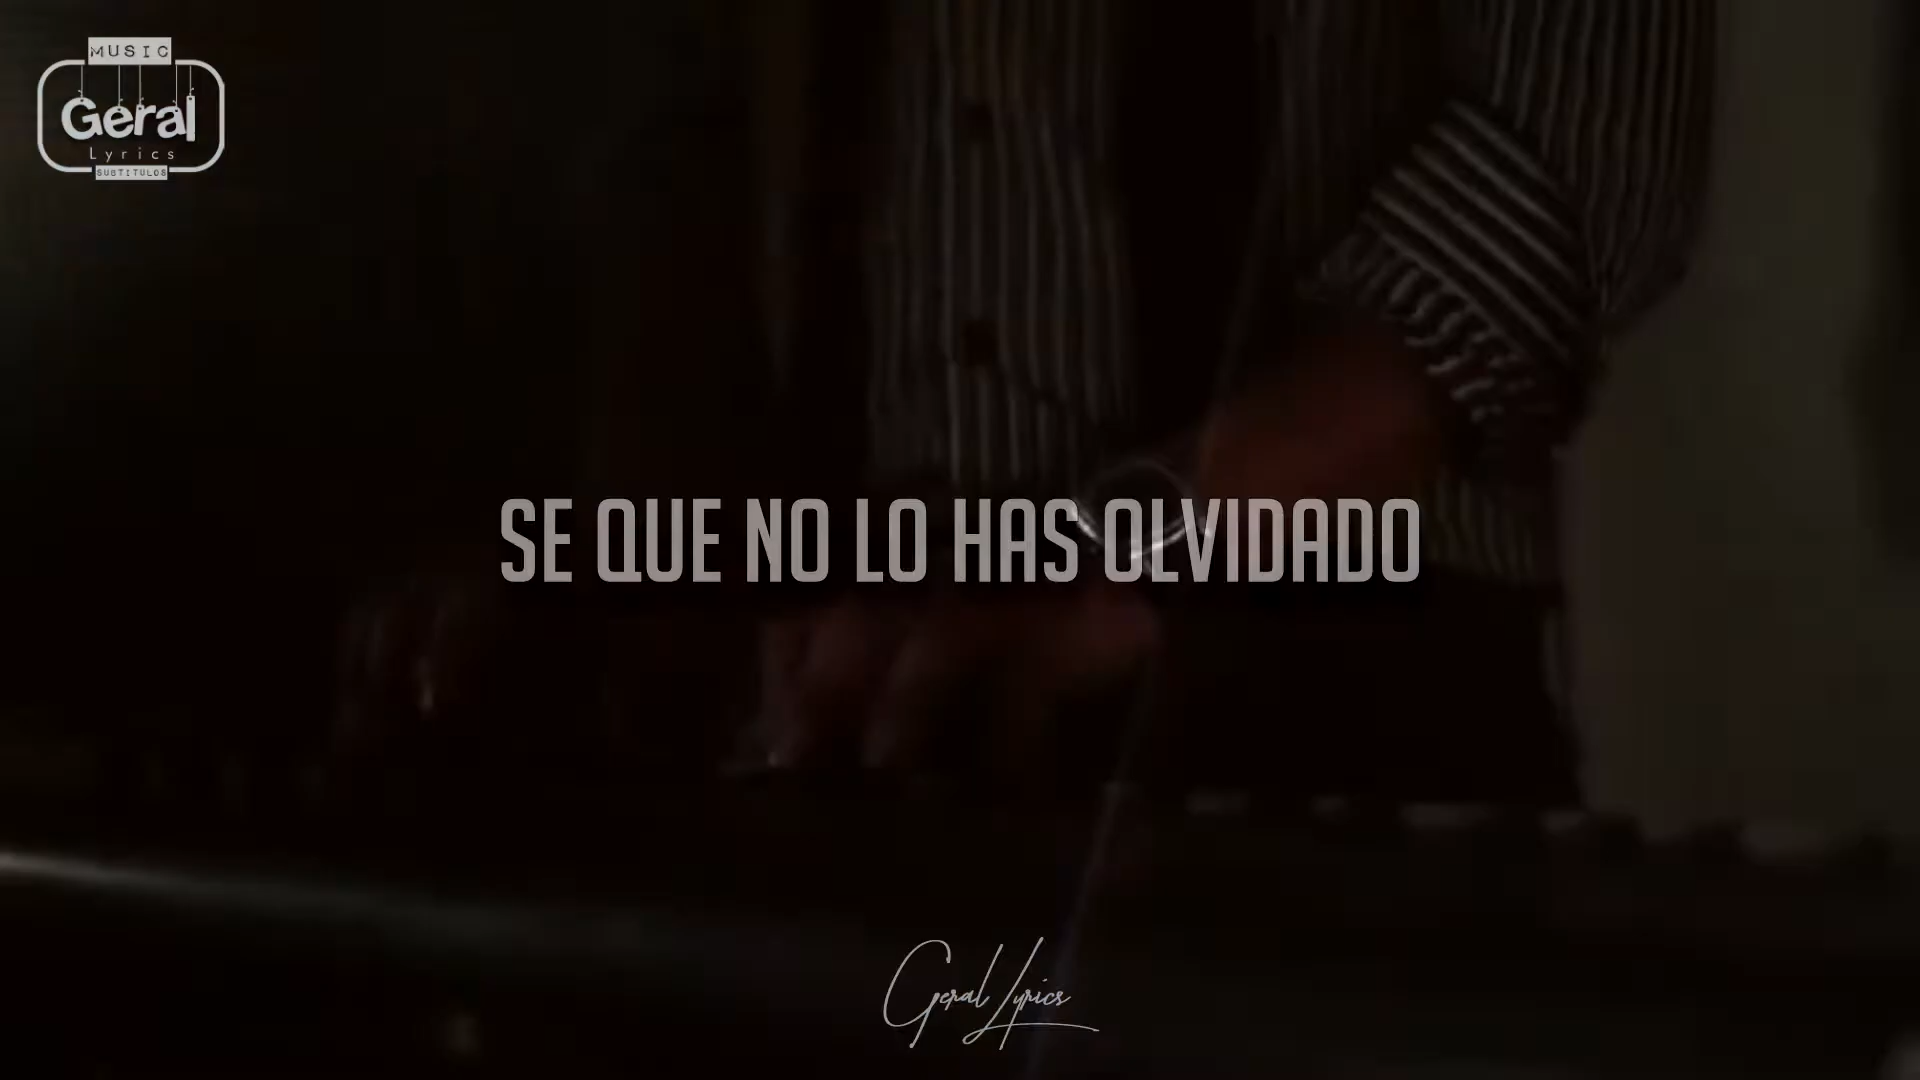 MUSIC
Geral
Lyrics
SUBTITULOS
SE QUE NO LO HAS OLVIDADO
Geral Lyrics